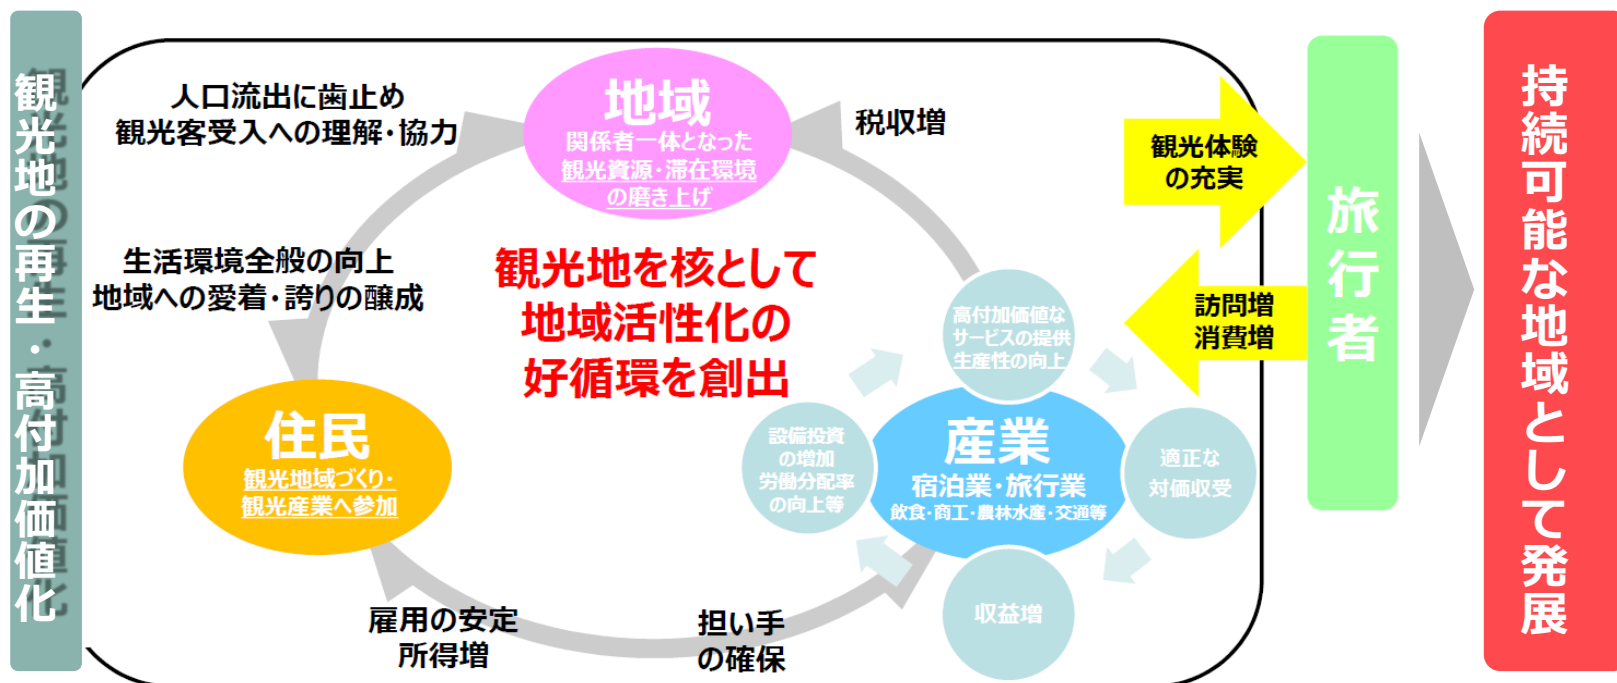 観光地の再生・高付加価値化
人口流出に歯止め
観光客受入への理解・協力
地域
関係者一体となった
観光資源・滞在環境
の磨き上げ
税収増
観光体験
の充実
旅行者
持続可能な地域として発展
生活環境全般の向上
地域への愛着・誇りの醸成
観光地を核として
地域活性化の
好循環を創出
訪問増
消費増
高付加価値な
サービスの提供
生産性の向上
住民
観光地域づくり・
観光産業へ参加
設備投資
の増加
労働分配率
の向上等
産業
宿泊業・旅行業
飲食・商工・農林水産・交通等
適正な
対価収受
収益増
雇用の安定
所得増
担い手
の確保